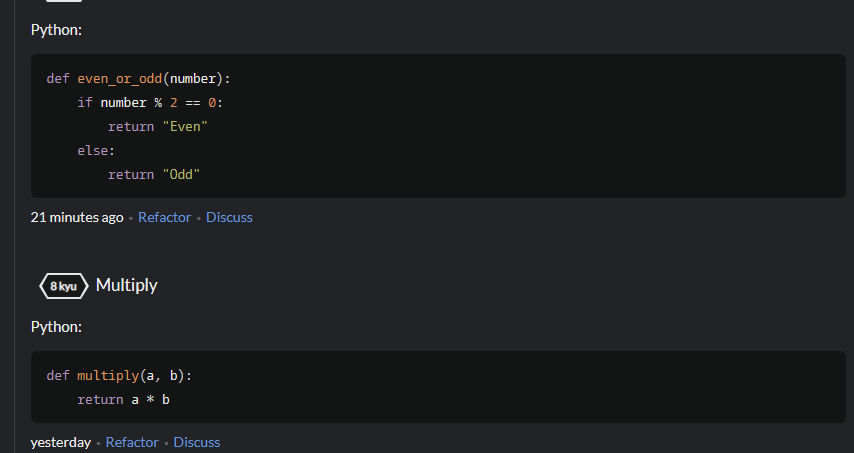 Python:
def even_or_odd(number):
    if number % 2 == 0:
        return "Even"
    else:
        return "Odd"
21 minutes ago • Refactor • Discuss
8 kyu Multiply
Python:
def multiply(a, b):
    return a * b
yesterday • Refactor • Discuss